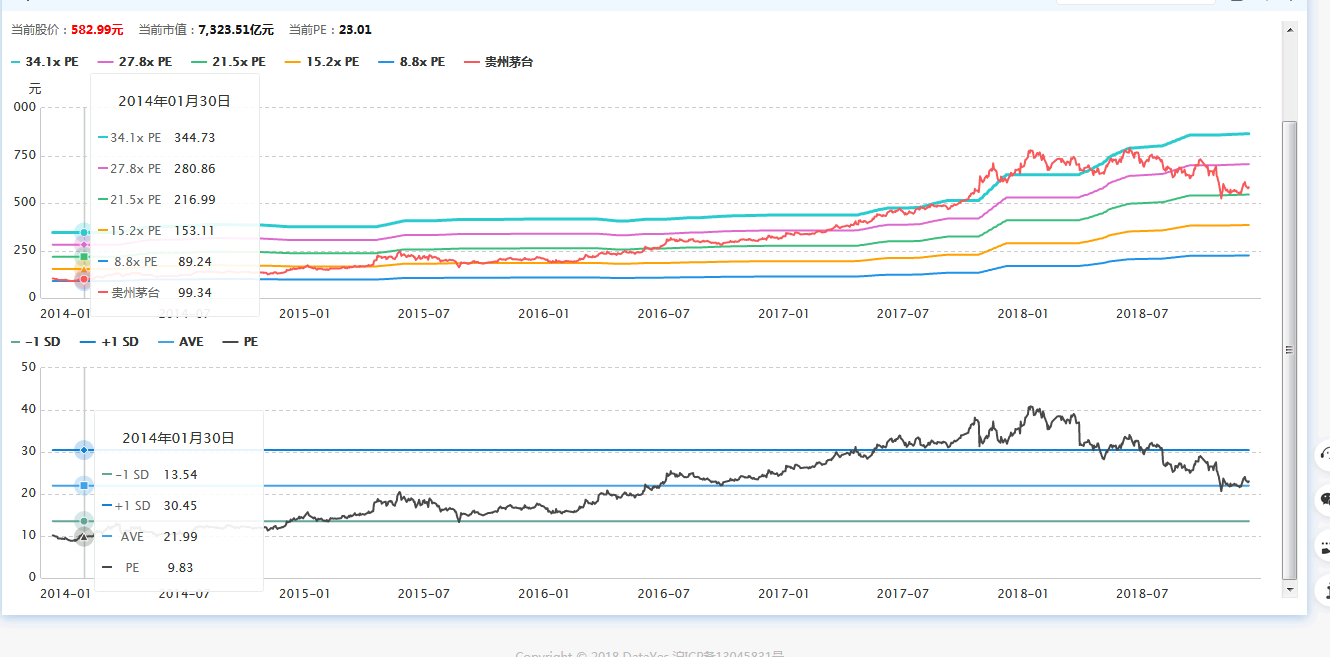 当前股价：582.99元 当前市值：7,323.51亿元 当前PE：23.01
34.1x PE 27.8x PE 21.5x PE 15.2x PE 8.8x PE 贵州茅台
元
000
750
500
250
0
2014年01月30日
34.1x PE 344.73
27.8x PE 280.86
21.5x PE 216.99
15.2x PE 153.11
8.8x PE 89.24
贵州茅台 99.34
2014-01 2014-07 2015-01 2015-07 2016-01 2016-07 2017-01 2017-07 2018-01 2018-07
-1 SD +1 SD AVE PE
50
40
30
20
10
0
2014年01月30日
-1 SD 13.54
+1 SD 30.45
AVE 21.99
PE 9.83
2014-01 2014-07 2015-01 2015-07 2016-01 2016-07 2017-01 2017-07 2018-01 2018-07
Copyright © 2018 DataYes 沪ICP备13045831号